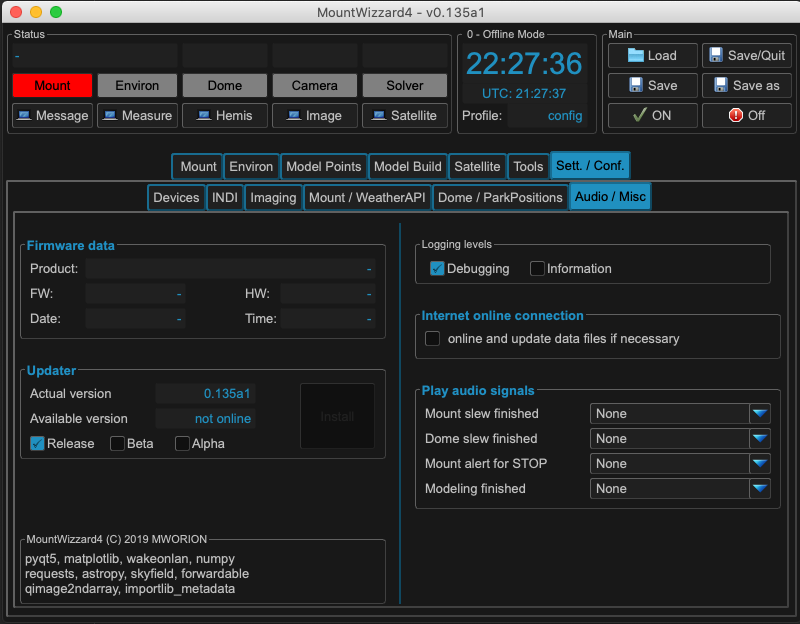 MountWizzard4 - v0.135a1
Status
-
Mount Environ Dome Camera Solver
Message Measure Hemis Image Satellite
0 - Offline Mode
22:27:36
UTC: 21:27:37
Profile: config
Main
Load Save/Quit
Save Save as
ON Off
Mount Environ Model Points Model Build Satellite Tools Sett. / Conf.
Devices INDI Imaging Mount / WeatherAPI Dome / ParkPositions Audio / Misc
Firmware data
Product: -
FW: - HW: -
Date: - Time: -
Updater
Actual version 0.135a1
Available version not online
Install
Release Beta Alpha
MountWizzard4 (C) 2019 MWORION
pyqt5, matplotlib, wakeonlan, numpy
requests, astropy, skyfield, forwardable
qimage2ndarray, importlib_metadata
Logging levels
Debugging Information
Internet online connection
online and update data files if necessary
Play audio signals
Mount slew finished None
Dome slew finished None
Mount alert for STOP None
Modeling finished None